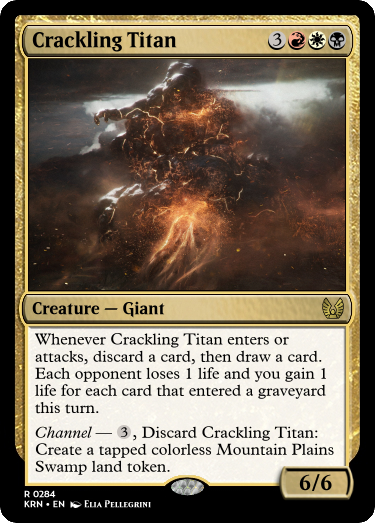 Crackling Titan 3
Creature — Giant
Whenever Crackling Titan enters or
attacks, discard a card, then draw a card.
Each opponent loses 1 life and you gain 1
life for each card that entered a graveyard
this turn.
Channel — 3, Discard Crackling Titan:
Create a tapped colorless Mountain Plains
Swamp land token.
6/6
R 0284
KRN • EN Elia Pellegrini